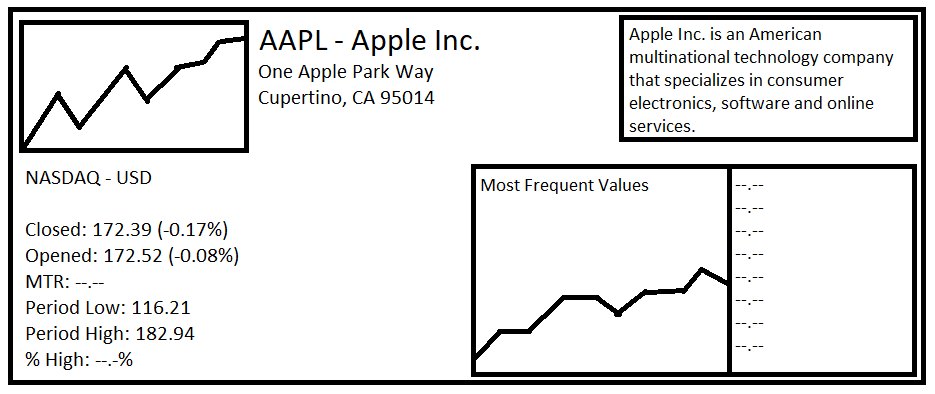 AAPL - Apple Inc.
One Apple Park Way
Cupertino, CA 95014
Apple Inc. is an American
multinational technology company
that specializes in consumer
electronics, software and online
services.
NASDAQ - USD
Closed: 172.39 (-0.17%)
Opened: 172.52 (-0.08%)
MTR: --.--
Period Low: 116.21
Period High: 182.94
% High: --.-%
Most Frequent Values
--.--
--.--
--.--
--.--
--.--
--.--
--.--
--.--